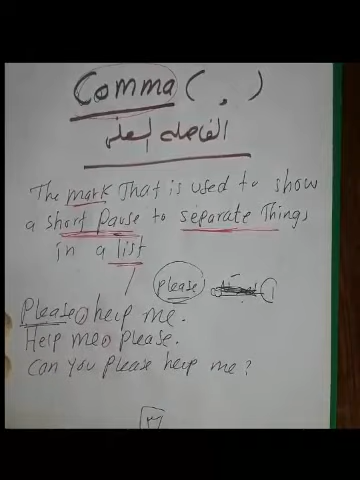 Comma ( , )
The mark that is used to show
a short pause to separate things
in a list
please
Please, help me.
Help me, please.
Can you please help me?